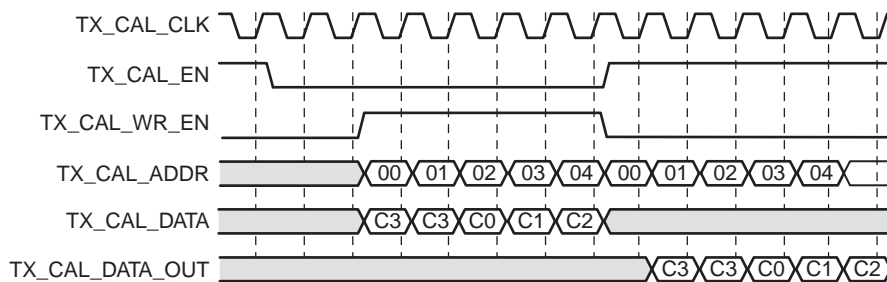 TX_CAL_CLK
TX_CAL_EN
TX_CAL_WR_EN
TX_CAL_ADDR 00 01 02 03 04 00 01 02 03 04
TX_CAL_DATA C3 C3 C0 C1 C2
TX_CAL_DATA_OUT C3 C3 C0 C1 C2